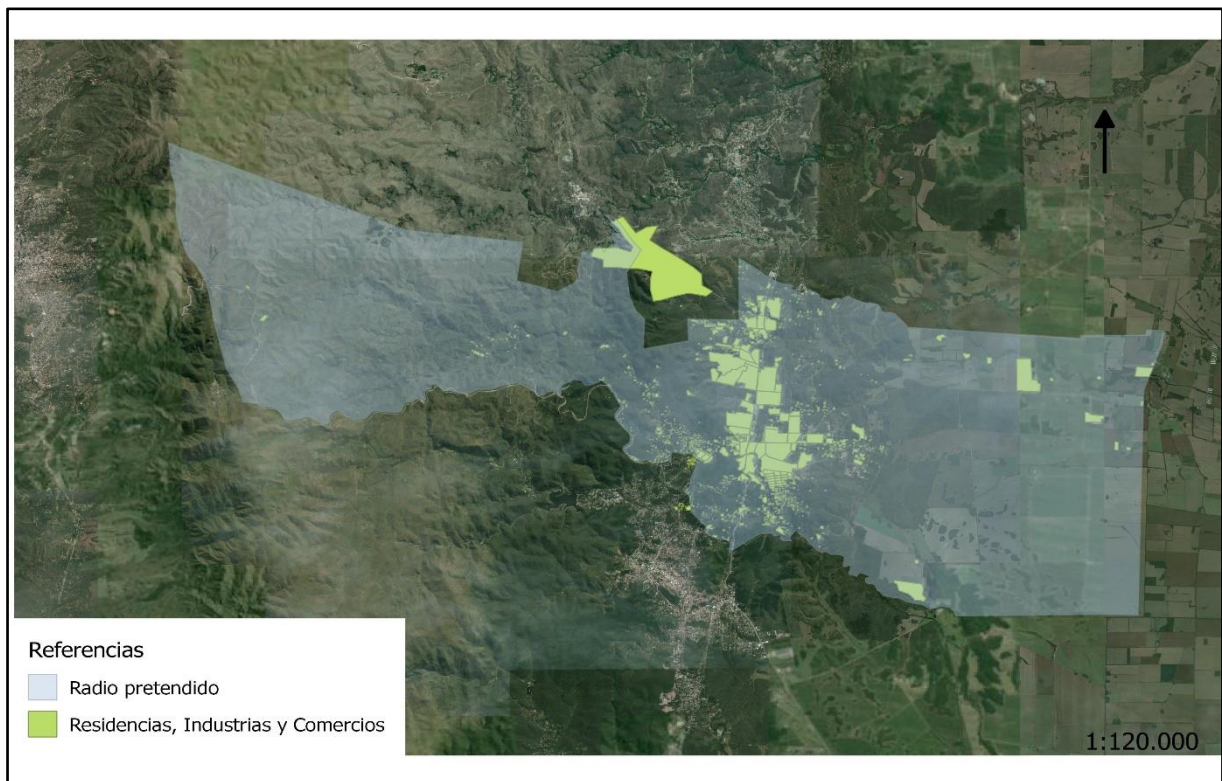 Referencias
Radio pretendido
Residencias, Industrias y Comercios
1:120.000